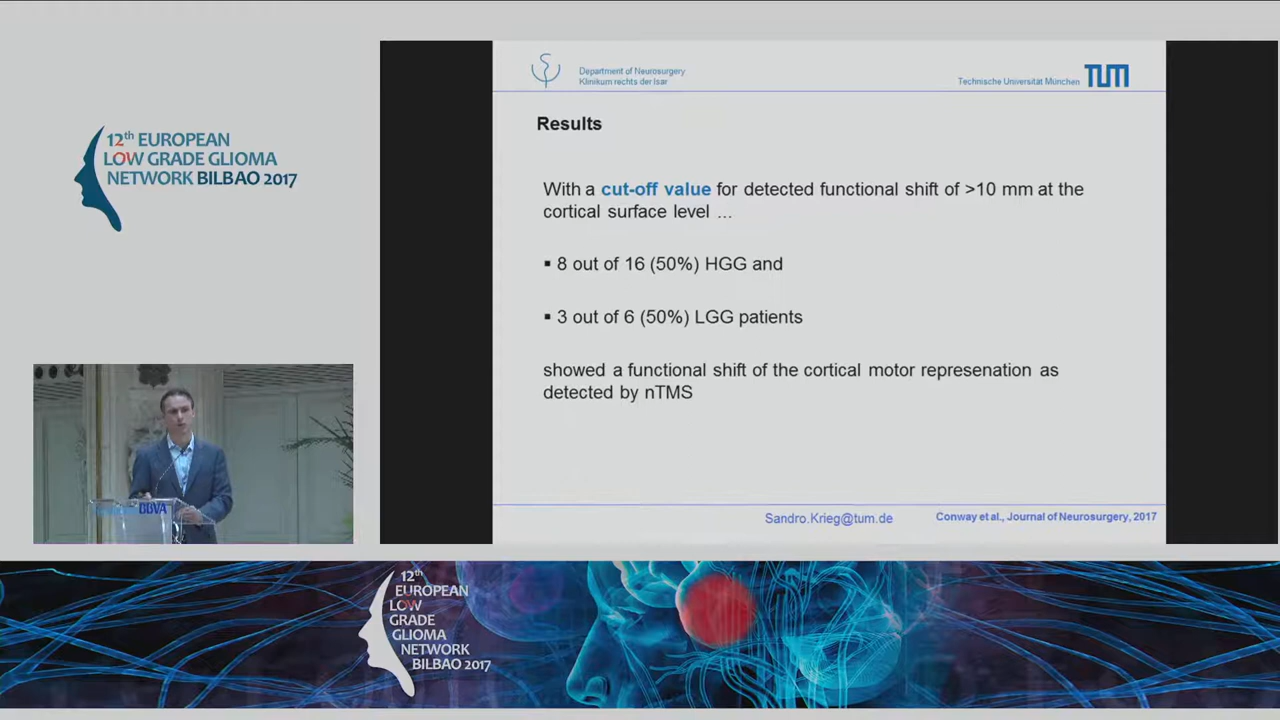 12th EUROPEAN
LOW GRADE GLIOMA
NETWORK BILBAO 2017
Department of Neurosurgery
Klinikum rechts der Isar
Technische Universität München TUM
Results
With a cut-off value for detected functional shift of >10 mm at the
cortical surface level ...
▪ 8 out of 16 (50%) HGG and
▪ 3 out of 6 (50%) LGG patients
showed a functional shift of the cortical motor represenation as
detected by nTMS
Sandro.Krieg@tum.de
Conway et al., Journal of Neurosurgery, 2017
BBVA
12th
EUROPEAN
LOW
GRADE
GLIOMA
NETWORK
BILBAO 2017